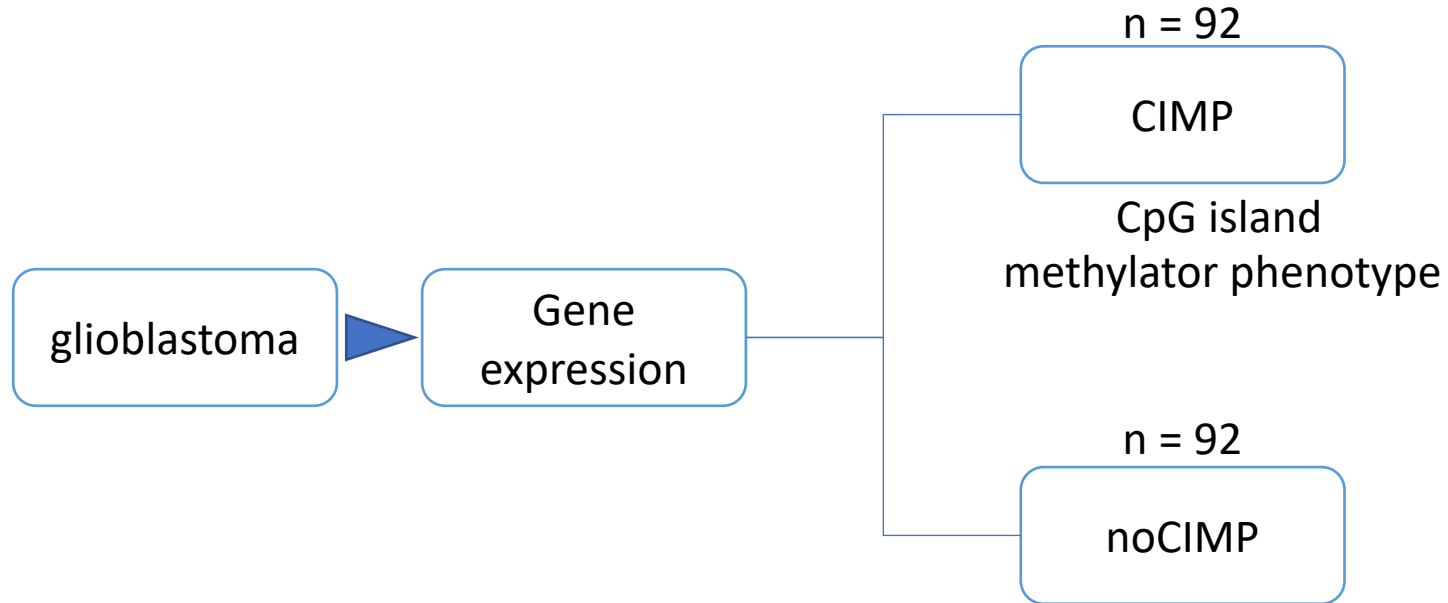 glioblastoma
Gene
expression
n = 92
CIMP
CpG island
methylator phenotype
n = 92
noCIMP